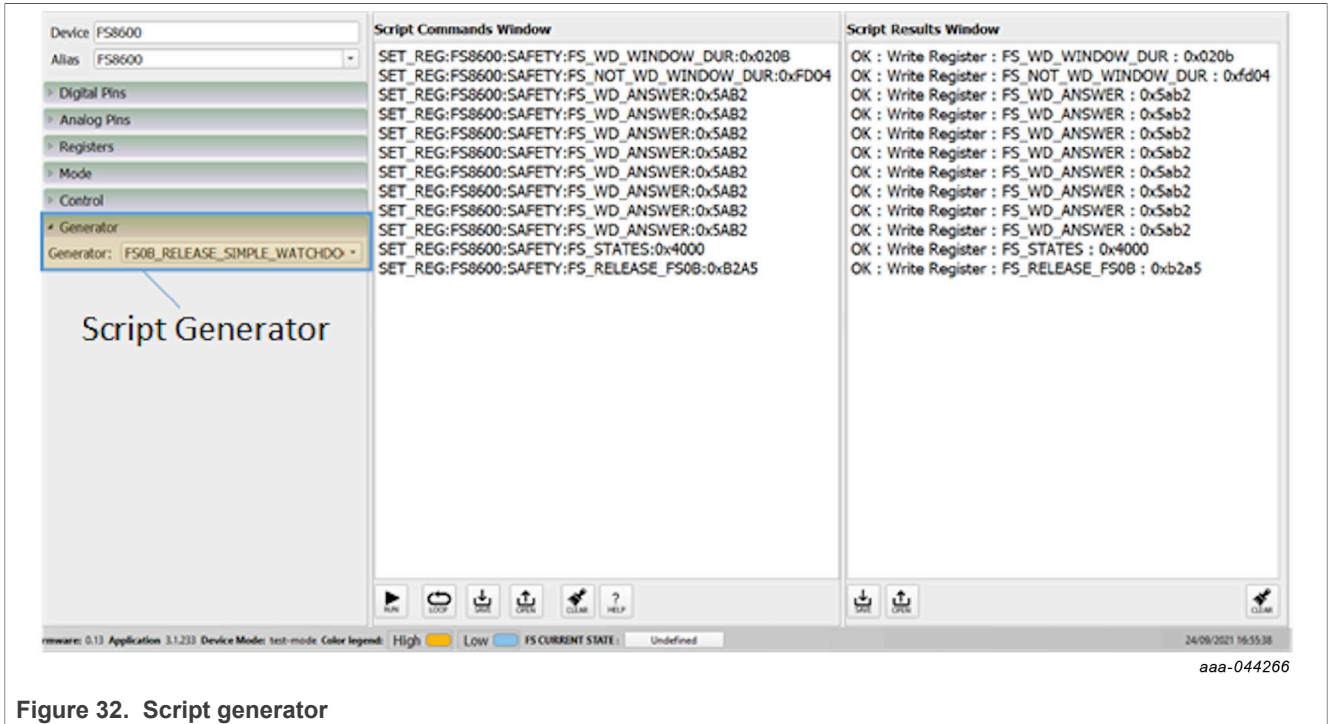 Device FS8600
Alias FS8600
Digital Pins
Analog Pins
Registers
Mode
Control
Generator
Generator: FS0B_RELEASE_SIMPLE_WATCHDO
Script Generator
Script Commands Window
SET_REG:FS8600:SAFETY:FS_WD_WINDOW_DUR:0x020B
SET_REG:FS8600:SAFETY:FS_NOT_WD_WINDOW_DUR:0xFD04
SET_REG:FS8600:SAFETY:FS_WD_ANSWER:0x5AB2
SET_REG:FS8600:SAFETY:FS_WD_ANSWER:0x5AB2
SET_REG:FS8600:SAFETY:FS_WD_ANSWER:0x5AB2
SET_REG:FS8600:SAFETY:FS_WD_ANSWER:0x5AB2
SET_REG:FS8600:SAFETY:FS_WD_ANSWER:0x5AB2
SET_REG:FS8600:SAFETY:FS_WD_ANSWER:0x5AB2
SET_REG:FS8600:SAFETY:FS_WD_ANSWER:0x5AB2
SET_REG:FS8600:SAFETY:FS_WD_ANSWER:0x5AB2
SET_REG:FS8600:SAFETY:FS_STATES:0x4000
SET_REG:FS8600:SAFETY:FS_RELEASE_FS0B:0xB2A5
RUN LOOP SAVE OPEN CLEAR ? HELP
Script Results Window
OK : Write Register : FS_WD_WINDOW_DUR : 0x020b
OK : Write Register : FS_NOT_WD_WINDOW_DUR : 0xfd04
OK : Write Register : FS_WD_ANSWER : 0x5ab2
OK : Write Register : FS_WD_ANSWER : 0x5ab2
OK : Write Register : FS_WD_ANSWER : 0x5ab2
OK : Write Register : FS_WD_ANSWER : 0x5ab2
OK : Write Register : FS_WD_ANSWER : 0x5ab2
OK : Write Register : FS_WD_ANSWER : 0x5ab2
OK : Write Register : FS_WD_ANSWER : 0x5ab2
OK : Write Register : FS_WD_ANSWER : 0x5ab2
OK : Write Register : FS_STATES : 0x4000
OK : Write Register : FS_RELEASE_FS0B : 0xb2a5
SAVE OPEN CLEAR
rmware: 0.13 Application 3.1.233 Device Mode: test-mode Color legend: High Low FS CURRENT STATE : Undefined 24/09/2021 16:55:38
aaa-044266
Figure 32. Script generator